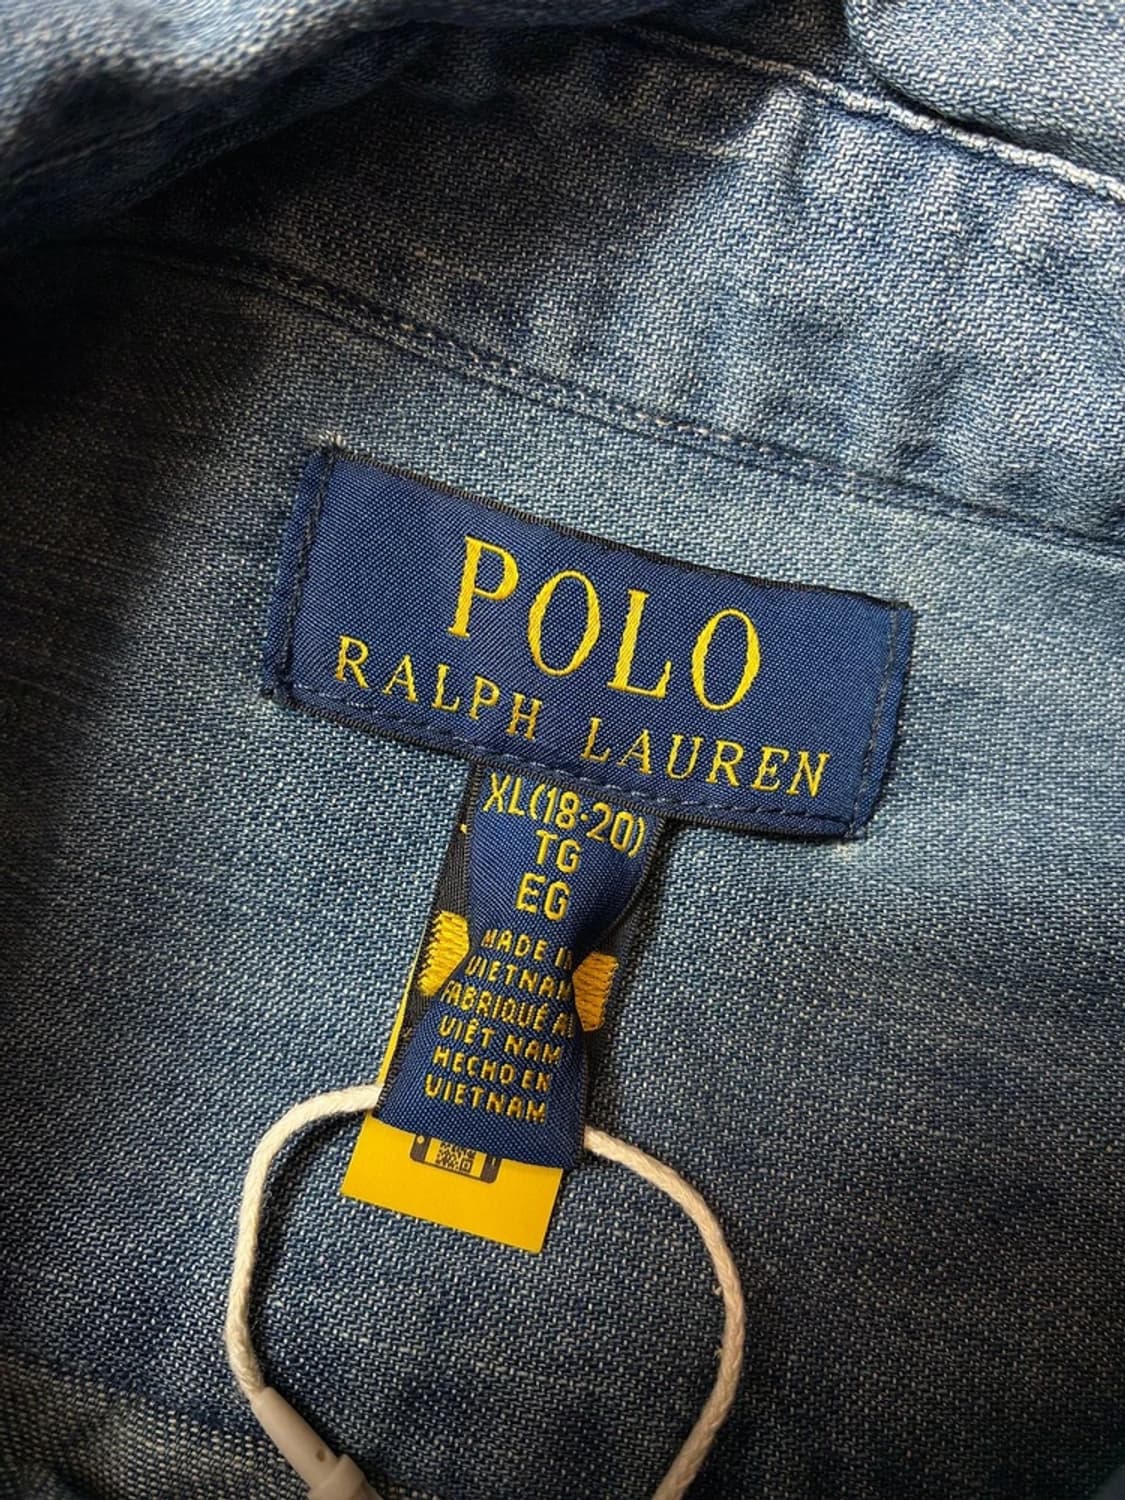 POLO
RALPH LAUREN
XL(18-20)
TG
EG
MADE IN
VIETNAM
FABRIQUÉ AU
VIÊT NAM
HECHO EN
VIETNAM